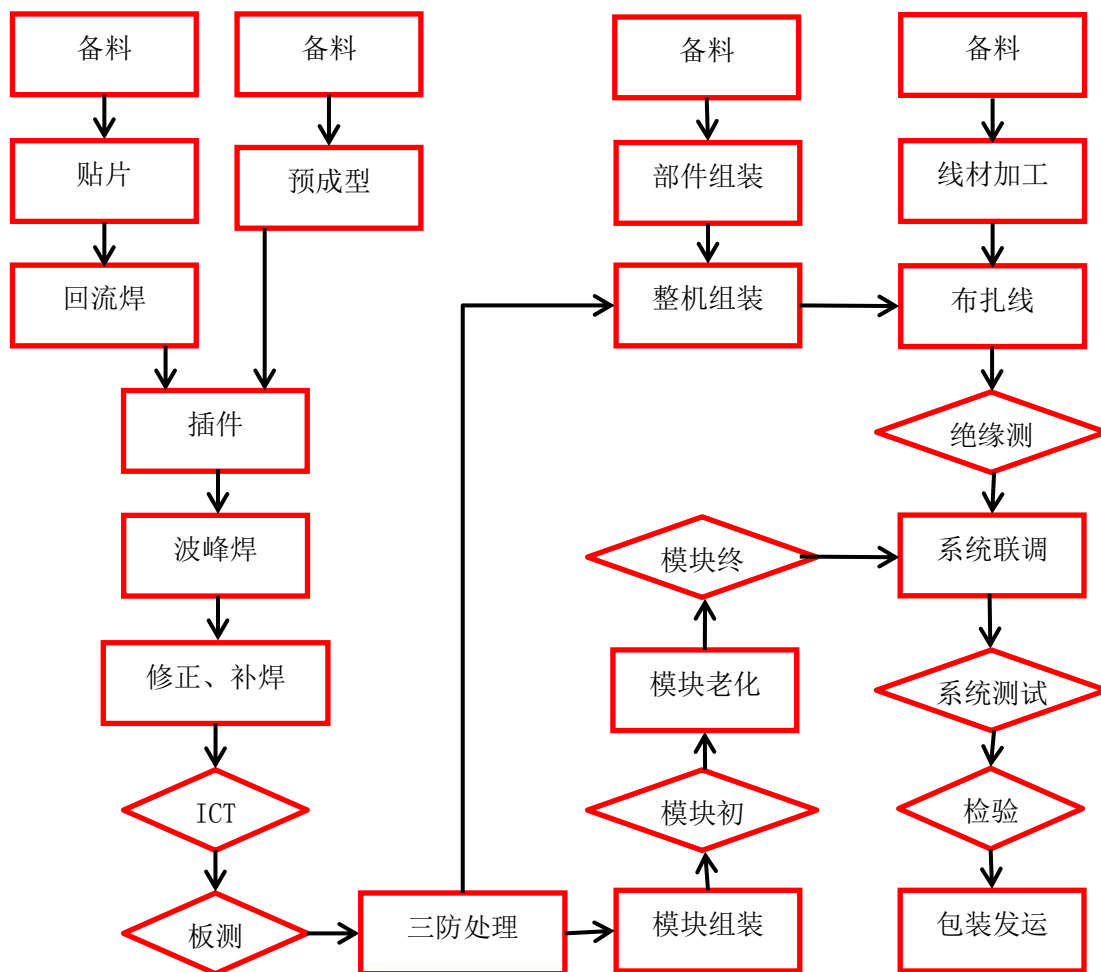 备料
备料
备料
备料
贴片
预成型
部件组装
线材加工
回流焊
整机组装
布扎线
插件
绝缘测
波峰焊
模块终
系统联调
修正、补焊
模块老化
系统测试
ICT
模块初
检验
板测
三防处理
模块组装
包装发运